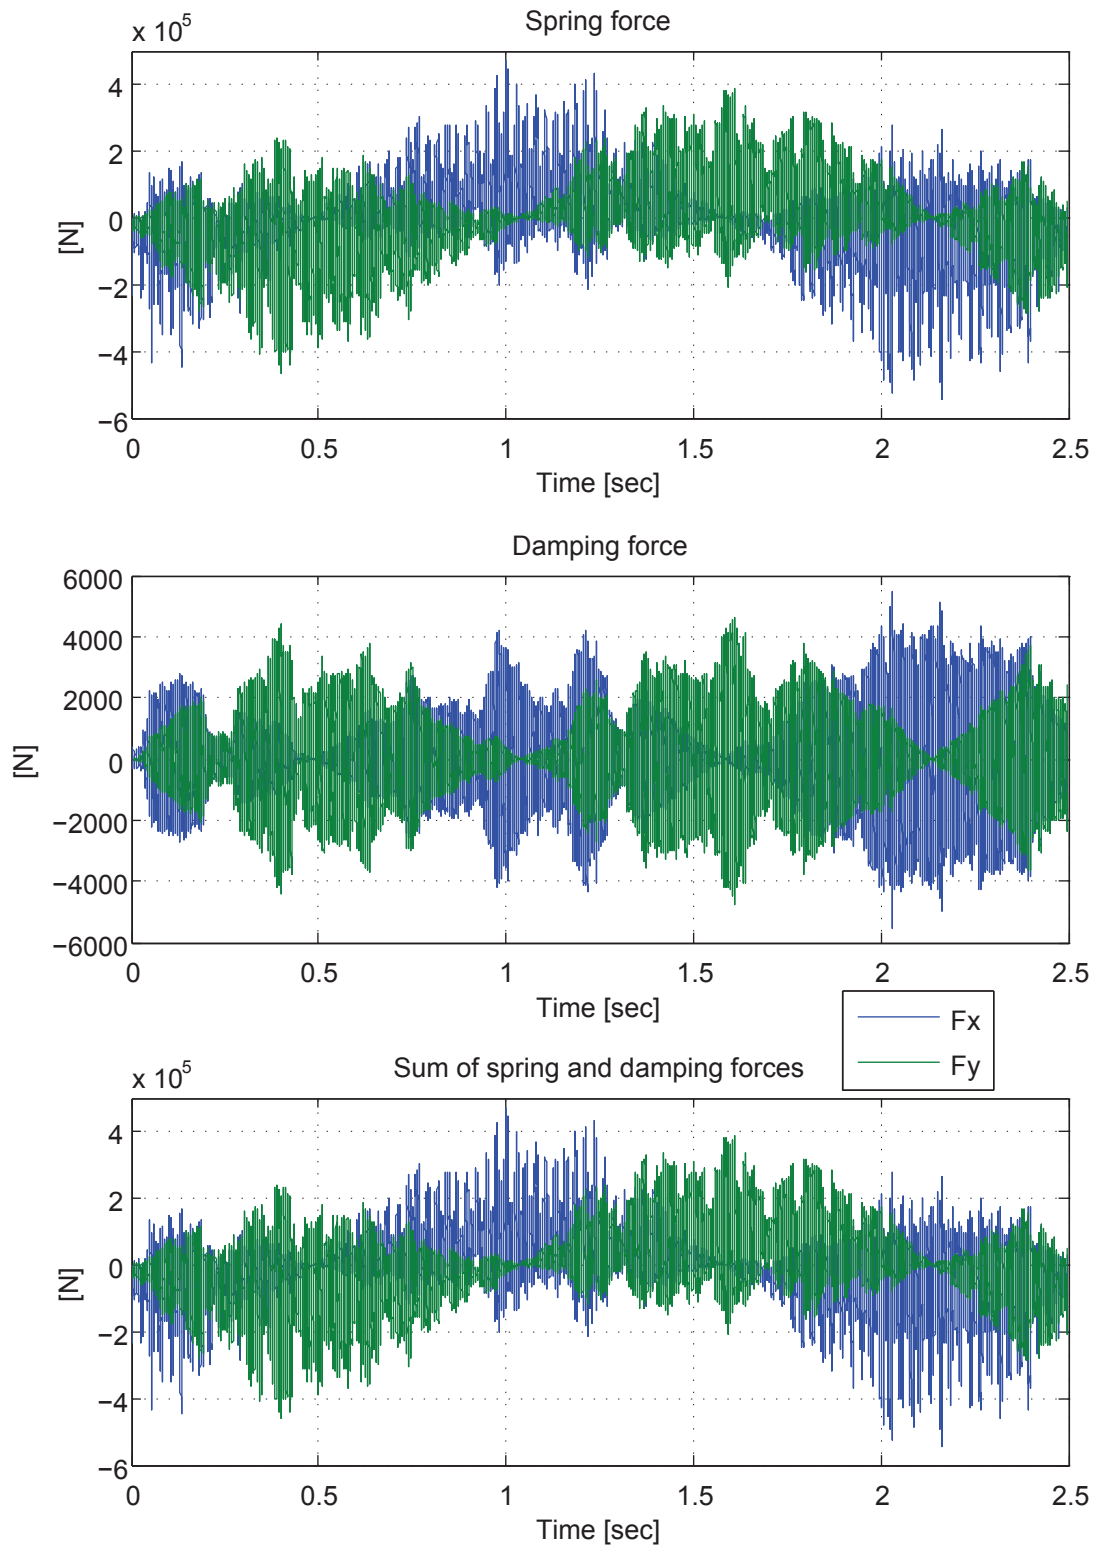 Spring force
x 10^5
4
2
0
−2
−4
−6
[N]
0 0.5 1 1.5 2 2.5
Time [sec]
Damping force
6000
4000
2000
0
−2000
−4000
−6000
[N]
0 0.5 1 1.5 2 2.5
Time [sec]
Fx
Fy
Sum of spring and damping forces
x 10^5
4
2
0
−2
−4
−6
[N]
0 0.5 1 1.5 2 2.5
Time [sec]